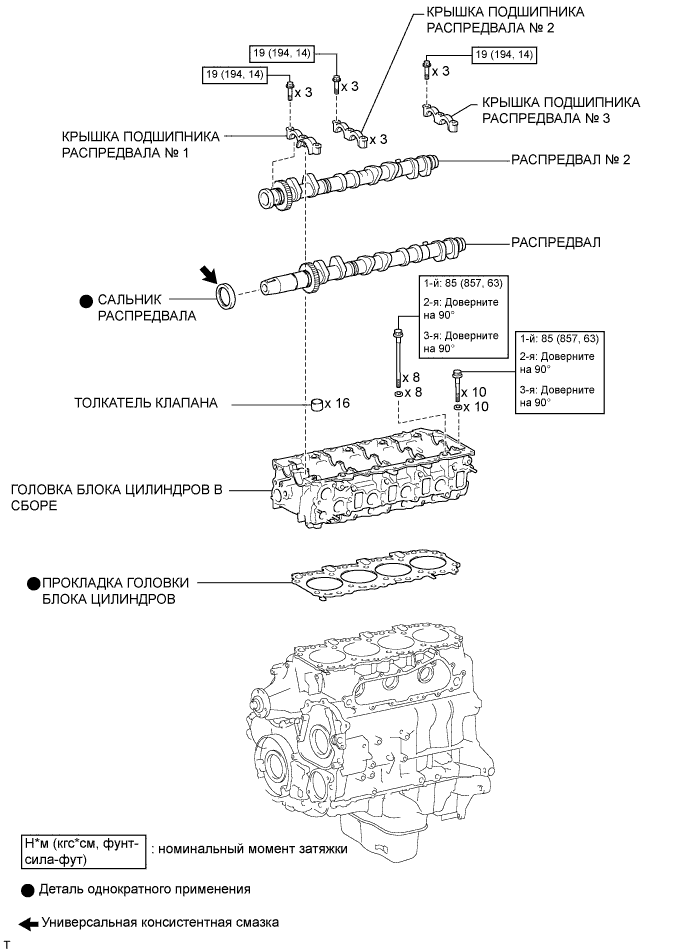 КРЫШКА ПОДШИПНИКА
РАСПРЕДВАЛА № 2
19 (194, 14)
19 (194, 14)
19 (194, 14)
x 3
x 3
x 3
КРЫШКА ПОДШИПНИКА
РАСПРЕДВАЛА № 3
КРЫШКА ПОДШИПНИКА
РАСПРЕДВАЛА № 1
x 3
РАСПРЕДВАЛ № 2
РАСПРЕДВАЛ
САЛЬНИК
РАСПРЕДВАЛА
1-й: 85 (857, 63)
2-я: Доверните
на 90°
3-я: Доверните
на 90°
1-й: 85 (857, 63)
2-я: Доверните
на 90°
3-я: Доверните
на 90°
x 8
x 8
x 10
x 10
ТОЛКАТЕЛЬ КЛАПАНА
x 16
ГОЛОВКА БЛОКА ЦИЛИНДРОВ В
СБОРЕ
ПРОКЛАДКА ГОЛОВКИ
БЛОКА ЦИЛИНДРОВ
Н*м (кгс*см, фунт-
сила-фут)
: номинальный момент затяжки
Деталь однократного применения
Универсальная консистентная смазка
T